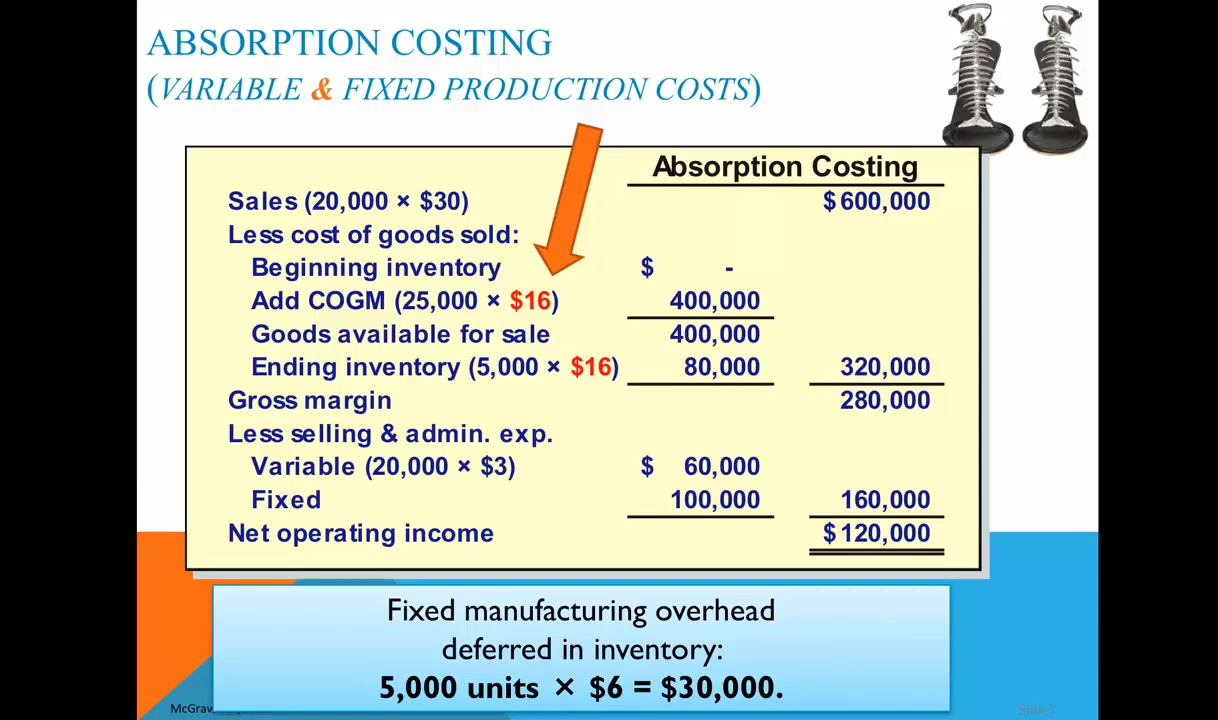 ABSORPTION COSTING
(VARIABLE & FIXED PRODUCTION COSTS)
Absorption Costing
Sales (20,000 × $30) $ 600,000
Less cost of goods sold:
Beginning inventory $ -
Add COGM (25,000 × $16) 400,000
Goods available for sale 400,000
Ending inventory (5,000 × $16) 80,000 320,000
Gross margin 280,000
Less selling & admin. exp.
Variable (20,000 × $3) $ 60,000
Fixed 100,000 160,000
Net operating income $ 120,000
Fixed manufacturing overhead
deferred in inventory:
5,000 units × $6 = $30,000.
Slide 7